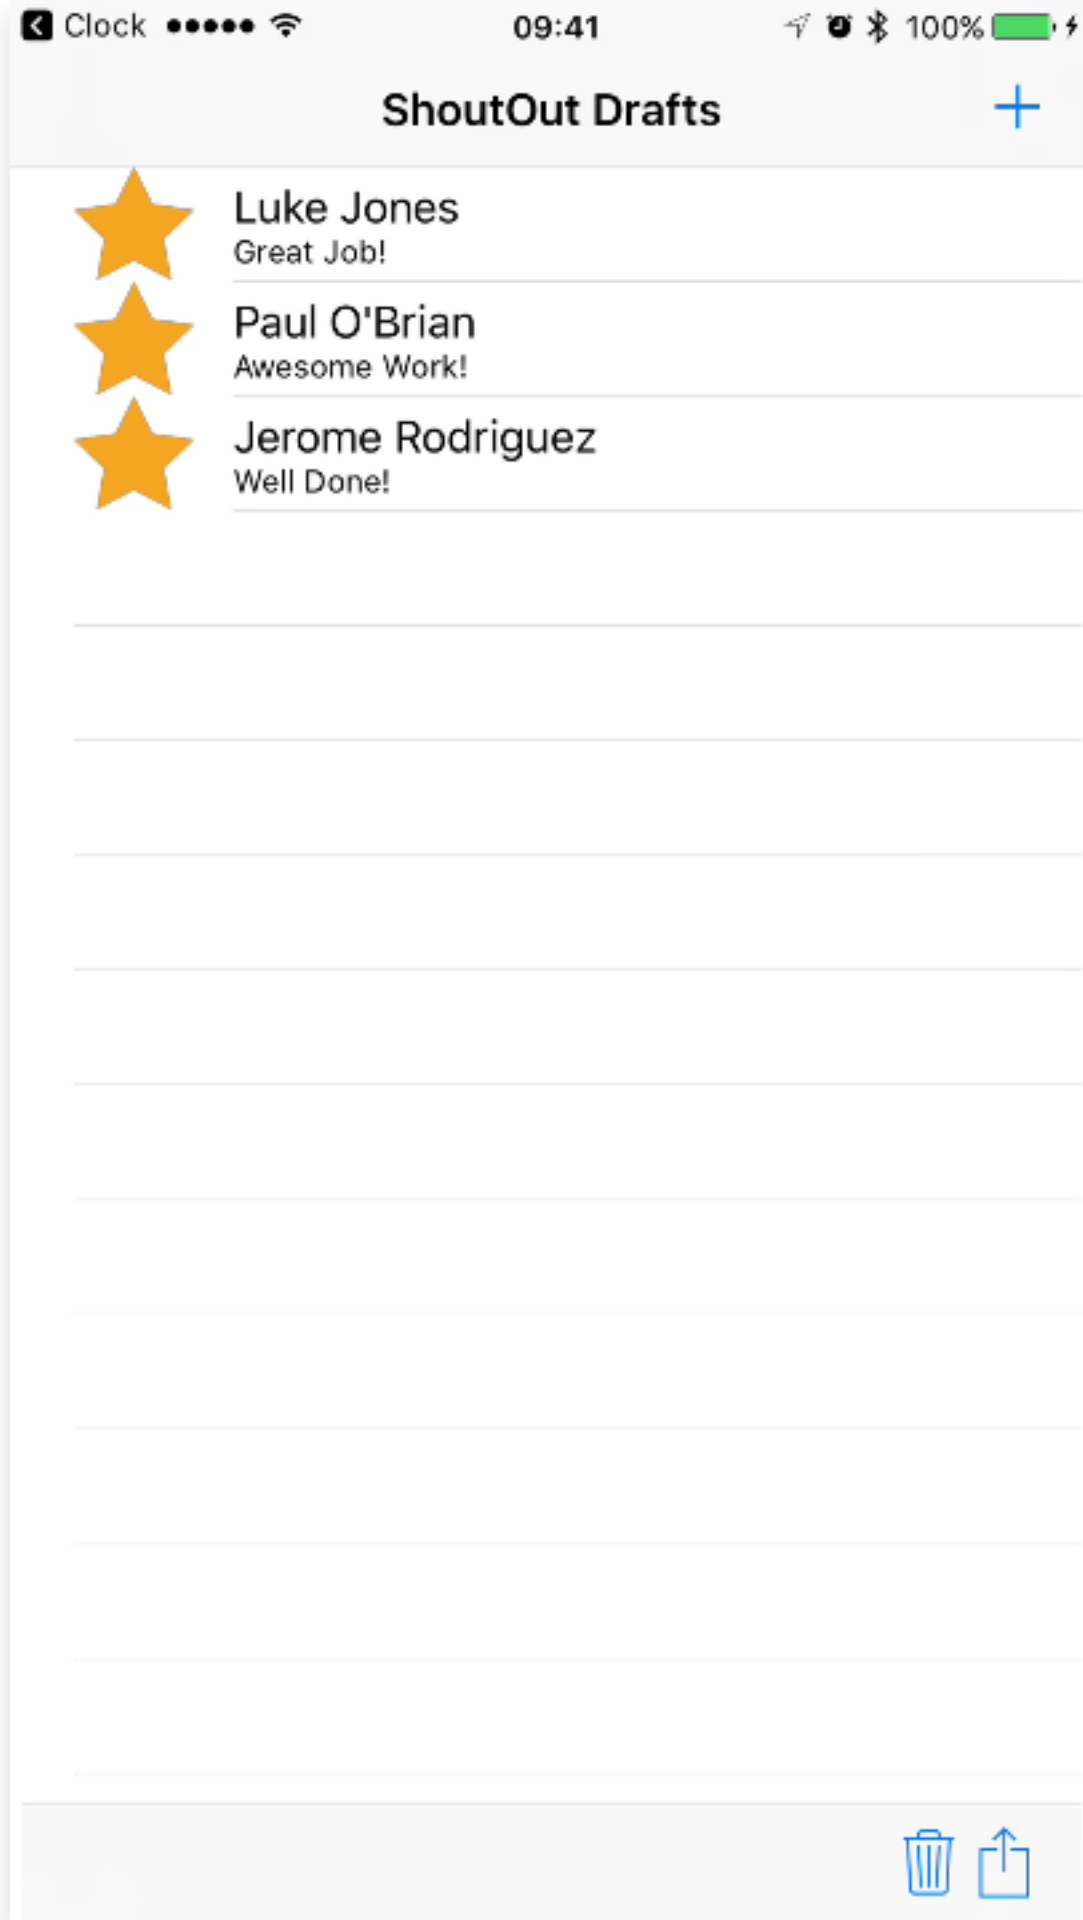 Clock 09:41 100%
ShoutOut Drafts
Luke Jones
Great Job!
Paul O'Brian
Awesome Work!
Jerome Rodriguez
Well Done!